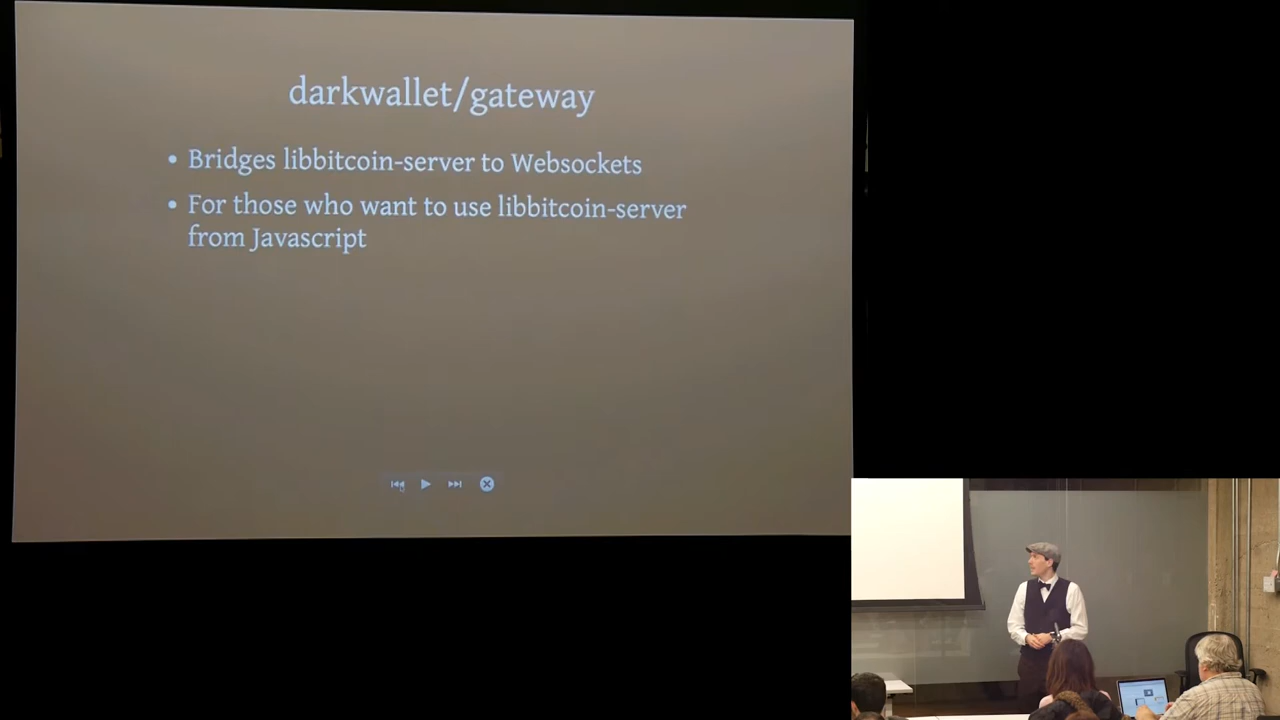 darkwallet/gateway
• Bridges libbitcoin-server to Websockets
• For those who want to use libbitcoin-server
from Javascript